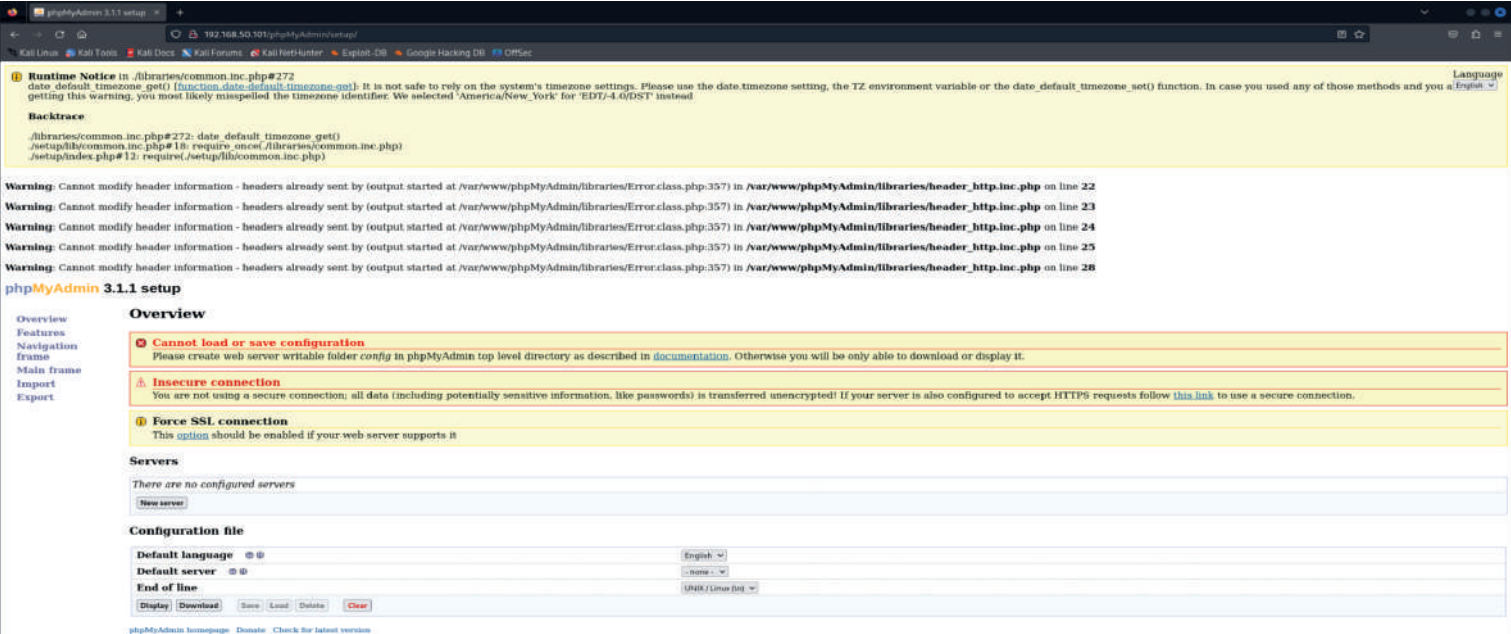 phpMyAdmin 3.1.1 setup
192.168.50.101/phpMyAdmin/setup/
Kali Linux Kali Tools Kali Docs Kali Forums Kali NetHunter Exploit-DB Google Hacking DB OffSec
Runtime Notice in ./libraries/common.inc.php#272
Language
date_default_timezone_get() [function.date-default-timezone-get]: It is not safe to rely on the system's timezone settings. Please use the date.timezone setting, the TZ environment variable or the date_default_timezone_set() function. In case you used any of those methods and you a
English
getting this warning, you most likely misspelled the timezone identifier. We selected 'America/New_York' for 'EDT/-4.0/DST' instead
Backtrace
./libraries/common.inc.php#272: date_default_timezone_get()
./setup/lib/common.inc.php#18: require_once(./libraries/common.inc.php)
./setup/index.php#12: require(./setup/lib/common.inc.php)
Warning: Cannot modify header information - headers already sent by (output started at /var/www/phpMyAdmin/libraries/Error.class.php:357) in /var/www/phpMyAdmin/libraries/header_http.inc.php on line 22
Warning: Cannot modify header information - headers already sent by (output started at /var/www/phpMyAdmin/libraries/Error.class.php:357) in /var/www/phpMyAdmin/libraries/header_http.inc.php on line 23
Warning: Cannot modify header information - headers already sent by (output started at /var/www/phpMyAdmin/libraries/Error.class.php:357) in /var/www/phpMyAdmin/libraries/header_http.inc.php on line 24
Warning: Cannot modify header information - headers already sent by (output started at /var/www/phpMyAdmin/libraries/Error.class.php:357) in /var/www/phpMyAdmin/libraries/header_http.inc.php on line 25
Warning: Cannot modify header information - headers already sent by (output started at /var/www/phpMyAdmin/libraries/Error.class.php:357) in /var/www/phpMyAdmin/libraries/header_http.inc.php on line 28
phpMyAdmin 3.1.1 setup
Overview
Features
Navigation
frame
Main frame
Import
Export
Overview
Cannot load or save configuration
Please create web server writable folder config in phpMyAdmin top level directory as described in documentation. Otherwise you will be only able to download or display it.
Insecure connection
You are not using a secure connection; all data (including potentially sensitive information, like passwords) is transferred unencrypted! If your server is also configured to accept HTTPS requests follow this link to use a secure connection.
Force SSL connection
This option should be enabled if your web server supports it
Servers
There are no configured servers
New server
Configuration file
Default language English
Default server - none -
End of line UNIX / Linux (\n)
Display Download Save Load Delete Clear
phpMyAdmin homepage Donate Check for latest version